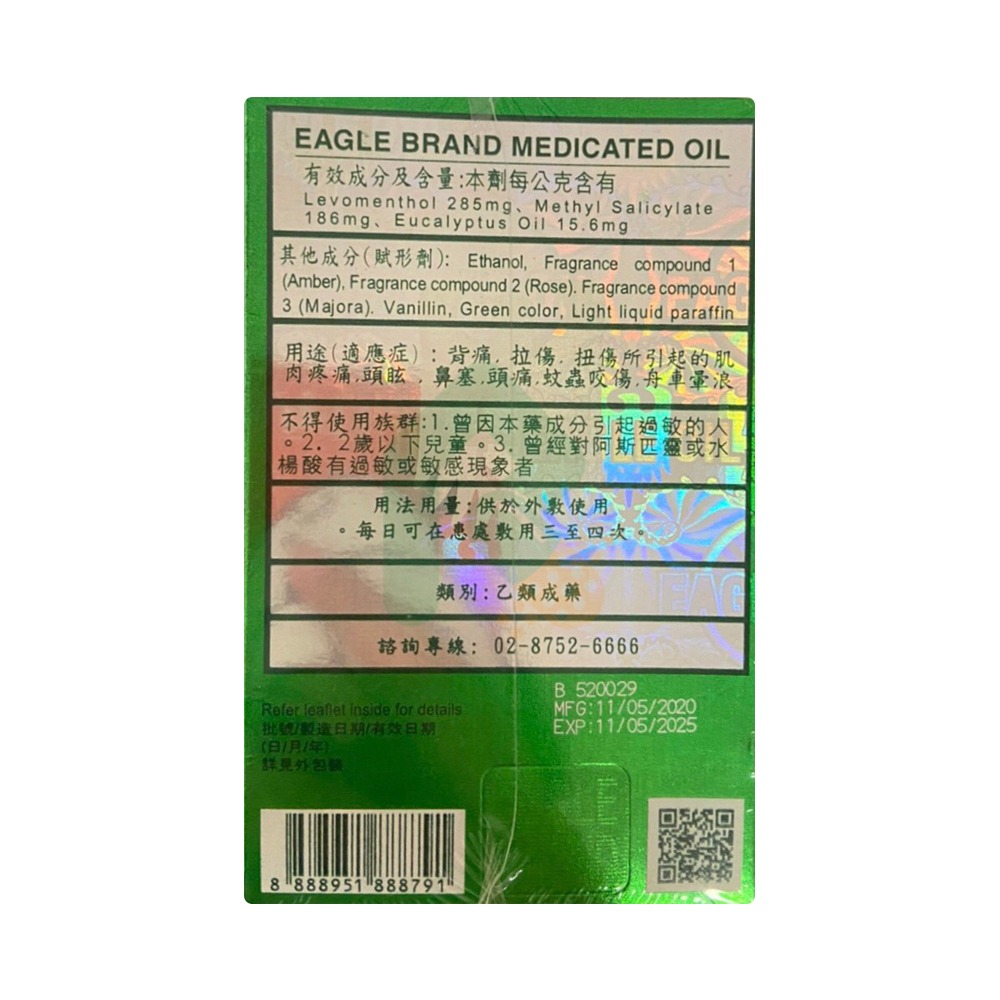 EAGLE BRAND MEDICATED OIL
有效成分及含量:本劑每公克含有
Levomenthol 285mg、Methyl Salicylate
186mg、Eucalyptus Oil 15.6mg
其他成分(賦形劑): Ethanol, Fragrance compound 1
(Amber), Fragrance compound 2 (Rose). Fragrance compound
3 (Majora). Vanillin, Green color, Light liquid paraffin
用途(適應症) : 背痛, 拉傷, 扭傷所引起的肌
肉疼痛,頭眩, 鼻塞,頭痛,蚊蟲咬傷,舟車暈浪
不得使用族群:1.曾因本藥成分引起過敏的人
。2. 2歲以下兒童。3. 曾經對阿斯匹靈或水
楊酸有過敏或敏感現象者
用法用量:供於外敷使用
。每日可在患處敷用三至四次。
類別:乙類成藥
諮詢專線: 02-8752-6666
B 520029
MFG:11/05/2020
EXP:11/05/2025
Refer leaflet inside for details
批號/製造日期/有效日期
(日/月/年)
詳見外包裝
8 888951 888791